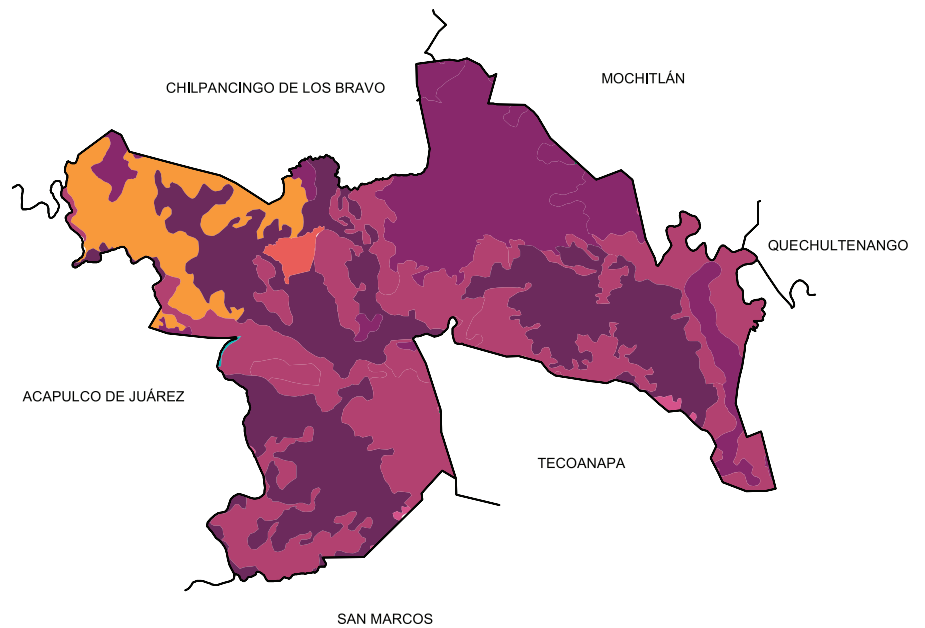 MOCHITLÁN
CHILPANCINGO DE LOS BRAVO
QUECHULTENANGO
ACAPULCO DE JUÁREZ
TECOANAPA
SAN MARCOS